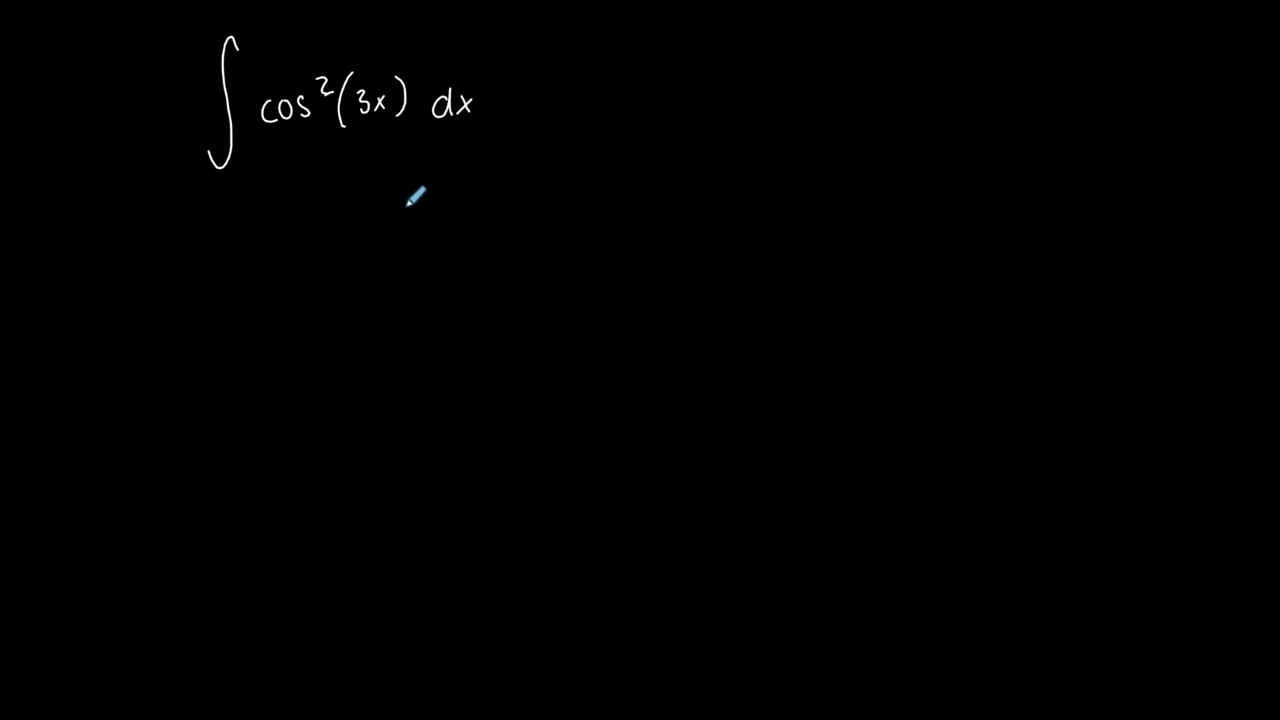 ∫ cos²(3x) dx